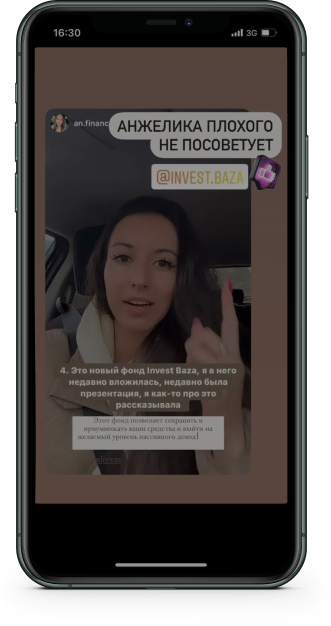 16:30
3G
an.financ
АНЖЕЛИКА ПЛОХОГО
НЕ ПОСОВЕТУЕТ
@INVEST.BAZA
4. Это новый фонд Invest Baza, я в него
недавно вложилась, недавно была
презентация, я как-то про это
рассказывала
Этот фонд позволяет сохранить и
приумножать ваши средства и выйти на
желаемый уровень пассивного дохода!